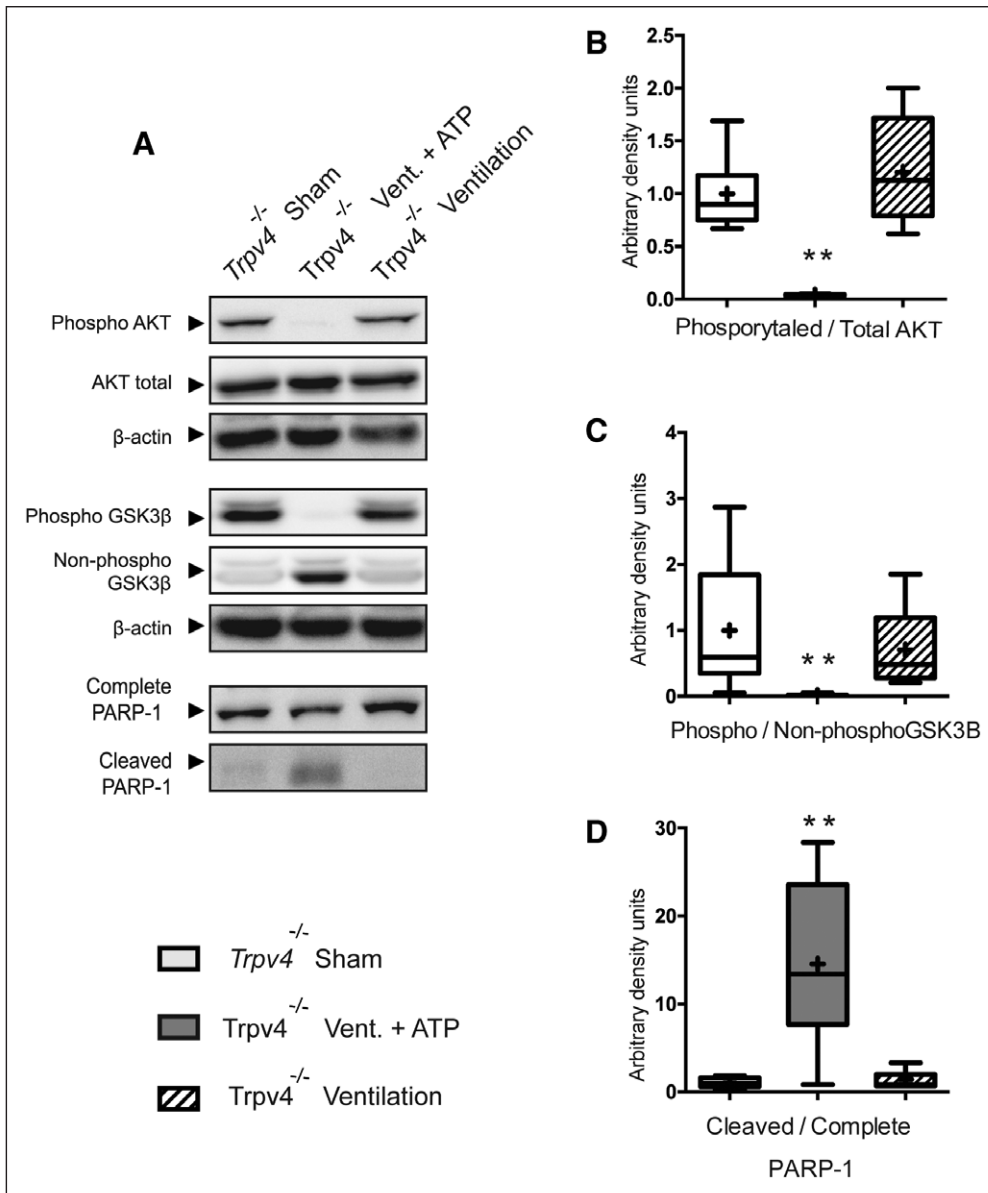 A
Trpv4-/- Sham
Trpv4-/- Vent. + ATP
Trpv4-/- Ventilation
Phospho AKT
AKT total
β-actin
Phospho GSK3β
Non-phospho
GSK3β
β-actin
Complete
PARP-1
Cleaved
PARP-1
Trpv4-/- Sham
Trpv4-/- Vent. + ATP
Trpv4-/- Ventilation
B
Arbitrary density units
2.5
2.0
1.5
1.0
0.5
0.0
**
Phosporytaled / Total AKT
C
Arbitrary density units
4
3
2
1
0
**
Phospho / Non-phosphoGSK3B
D
Arbitrary density units
30
20
10
0
**
Cleaved / Complete
PARP-1